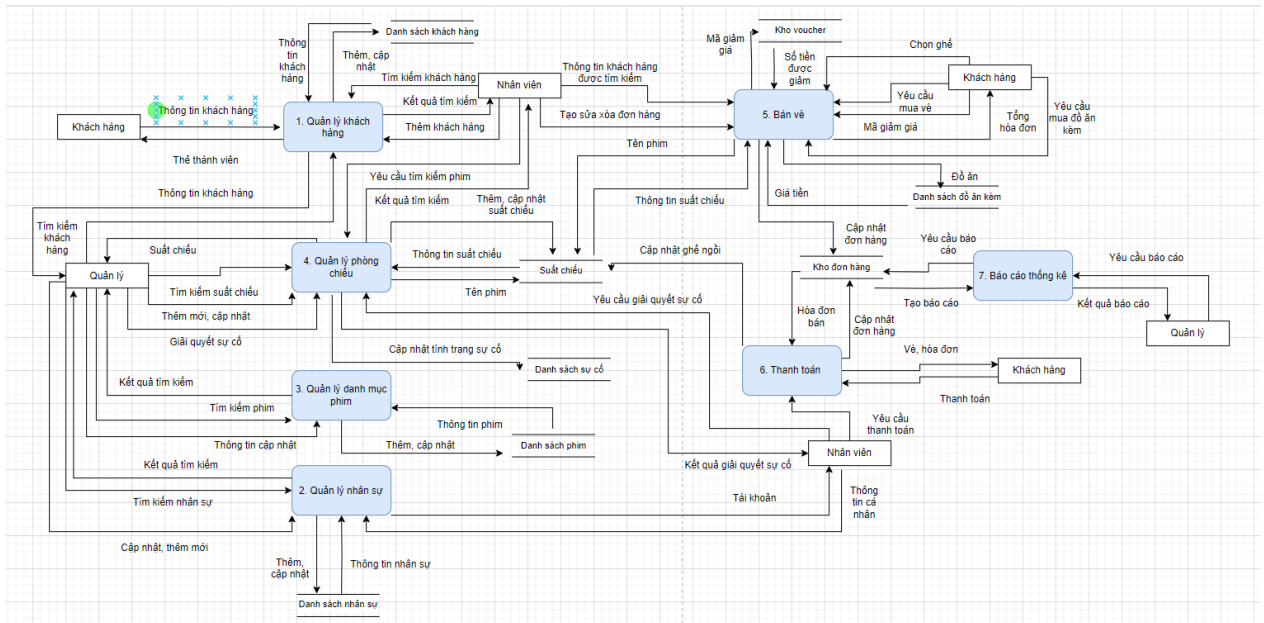 Danh sách khách hàng
Thông
tin
khách
hàng
Thêm, cập
nhật
Tìm kiếm khách hàng
Nhân viên
Thông tin khách hàng
được tìm kiếm
Mã giảm
giá
Kho voucher
Số tiền
được
giảm
Chọn ghế
Khách hàng
Yêu cầu
mua vé
Yêu cầu
mua đồ ăn
kèm
Thông tin khách hàng
Khách hàng
1. Quản lý khách
hàng
Kết quả tìm kiếm
Thêm khách hàng
Tạo sửa xóa đơn hàng
5. Bán vé
Mã giảm giá
Tổng
hóa đơn
Thẻ thành viên
Tên phim
Thông tin khách hàng
Yêu cầu tìm kiếm phim
Kết quả tìm kiếm
Thêm, cập nhật
suất chiếu
Thông tin suất chiếu
Giá tiền
Đồ ăn
Danh sách đồ ăn kèm
Tìm
kiếm
khách
hàng
Suất chiếu
4. Quản lý phòng
chiếu
Thông tin suất chiếu
Cập nhật ghế ngồi
Cập nhật
đơn hàng
Yêu cầu báo
cáo
Yêu cầu báo cáo
Quản lý
Suất chiếu
Kho đơn hàng
7. Báo cáo thống kê
Tìm kiếm suất chiếu
Tên phim
Yêu cầu giải quyết sự cố
Tạo báo cáo
Kết quả báo cáo
Thêm mới, cập nhật
Hóa đơn
bán
Cập nhật
đơn hàng
Quản lý
Giải quyết sự cố
Cập nhật tình trạng sự cố
Danh sách sự cố
6. Thanh toán
Vé, hóa đơn
Khách hàng
Kết quả tìm kiếm
3. Quản lý danh mục
phim
Thanh toán
Tìm kiếm phim
Thông tin phim
Yêu cầu
thanh toán
Thông tin cập nhật
Thêm, cập nhật
Danh sách phim
Nhân viên
Kết quả tìm kiếm
Kết quả giải quyết sự cố
2. Quản lý nhân sự
Tìm kiếm nhân sự
Tài khoản
Thông
tin cá
nhân
Cập nhật, thêm mới
Thêm,
cập nhật
Thông tin nhân sự
Danh sách nhân sự